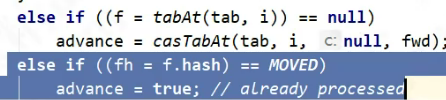 else if ((f = tabAt(tab, i)) == null)
advance = casTabAt(tab, i, c: null, fwd);
else if ((fh = f.hash) == MOVED)
advance = true; // already processed